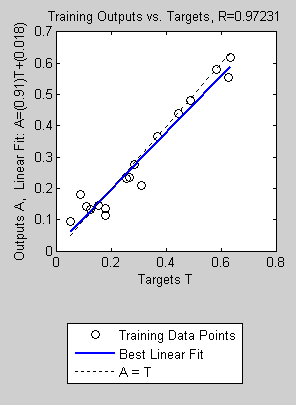 Training Outputs vs. Targets, R=0.97231
Outputs A, Linear Fit: A=(0.91)T+(0.018)
0.7
0.6
0.5
0.4
0.3
0.2
0.1
0
0 0.2 0.4 0.6 0.8
Targets T
Training Data Points
Best Linear Fit
A = T